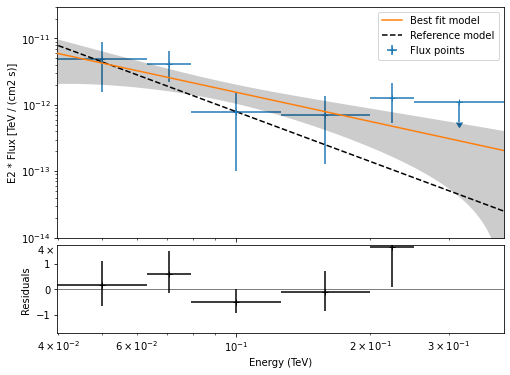 Best fit model
Reference model
Flux points
E2 * Flux [TeV / (cm2 s)]
10⁻¹¹
10⁻¹²
10⁻¹³
10⁻¹⁴
4 ×
Residuals
1
0
−1
4 × 10⁻²
6 × 10⁻²
10⁻¹
2 × 10⁻¹
3 × 10⁻¹
Energy (TeV)